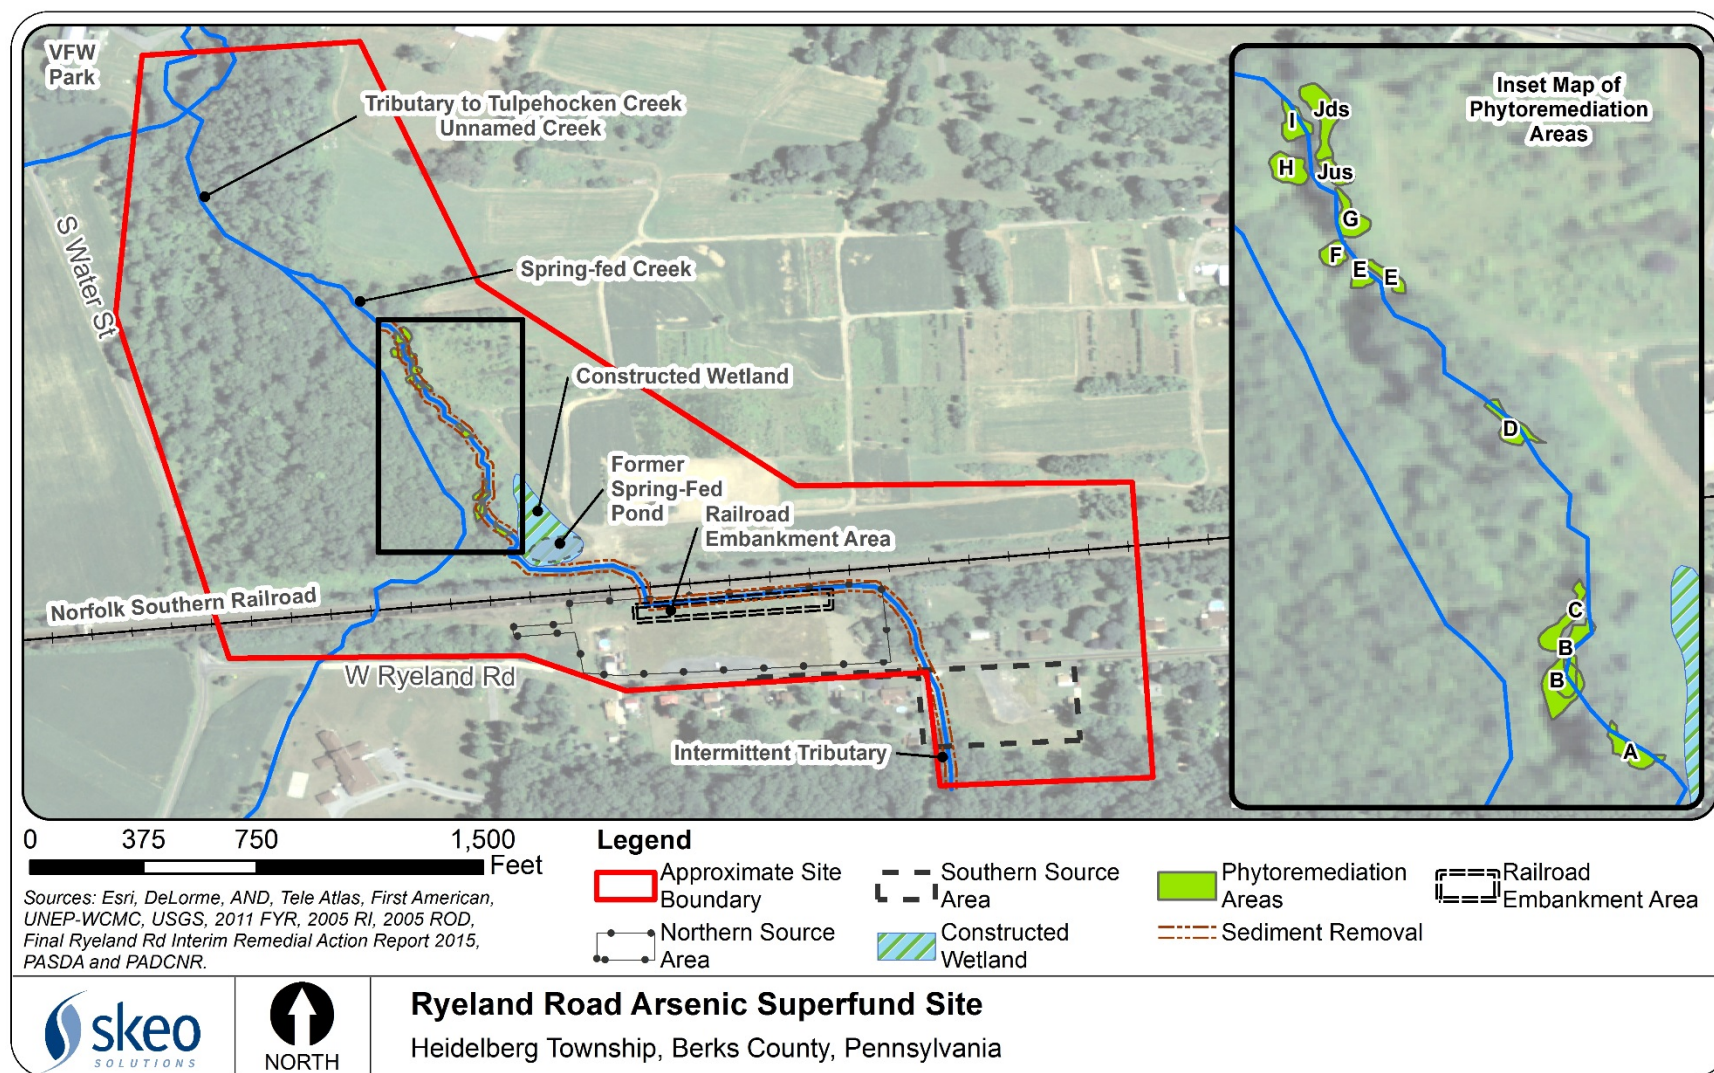 VFW
Park
Tributary to Tulpehocken Creek
Unnamed Creek
S Water St
Spring-fed Creek
Constructed Wetland
Former
Spring-Fed
Pond
Railroad
Embankment Area
Norfolk Southern Railroad
W Ryeland Rd
Intermittent Tributary
Inset Map of
Phytoremediation
Areas
Jds
I
H
Jus
G
F
E
E
D
C
B
B
A
0 375 750 1,500
Feet
Sources: Esri, DeLorme, AND, Tele Atlas, First American,
UNEP-WCMC, USGS, 2011 FYR, 2005 RI, 2005 ROD,
Final Ryeland Rd Interim Remedial Action Report 2015,
PASDA and PADCNR.
Legend
Approximate Site
Boundary
Northern Source
Area
Southern Source
Area
Constructed
Wetland
Phytoremediation
Areas
Sediment Removal
Railroad
Embankment Area
skeo
SOLUTIONS
NORTH
Ryeland Road Arsenic Superfund Site
Heidelberg Township, Berks County, Pennsylvania